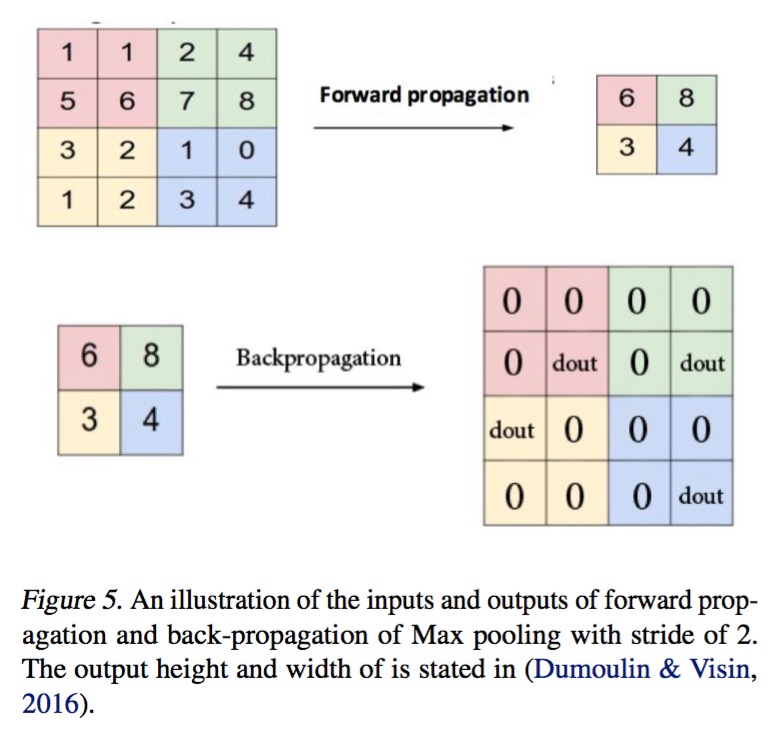 1 1 2 4
5 6 7 8
3 2 1 0
1 2 3 4
Forward propagation
6 8
3 4
6 8
3 4
Backpropagation
0 0 0 0
0 dout 0 dout
dout 0 0 0
0 0 0 dout
Figure 5. An illustration of the inputs and outputs of forward prop-
agation and back-propagation of Max pooling with stride of 2.
The output height and width of is stated in (Dumoulin & Visin,
2016).